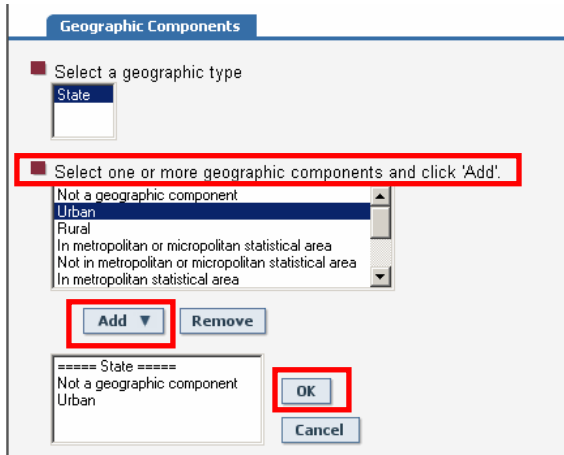 Geographic Components
Select a geographic type
State
Select one or more geographic components and click 'Add'.
Not a geographic component
Urban
Rural
In metropolitan or micropolitan statistical area
Not in metropolitan or micropolitan statistical area
In metropolitan statistical area
Add ▼ Remove
===== State =====
Not a geographic component
Urban
OK
Cancel